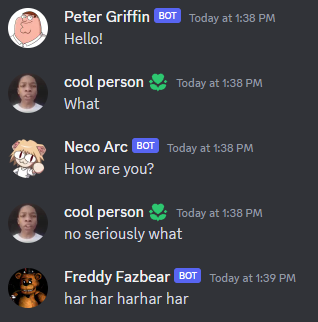 Peter Griffin BOT Today at 1:38 PM
Hello!
cool person Today at 1:38 PM
What
Neco Arc BOT Today at 1:38 PM
How are you?
cool person Today at 1:38 PM
no seriously what
Freddy Fazbear BOT Today at 1:39 PM
har har harhar har